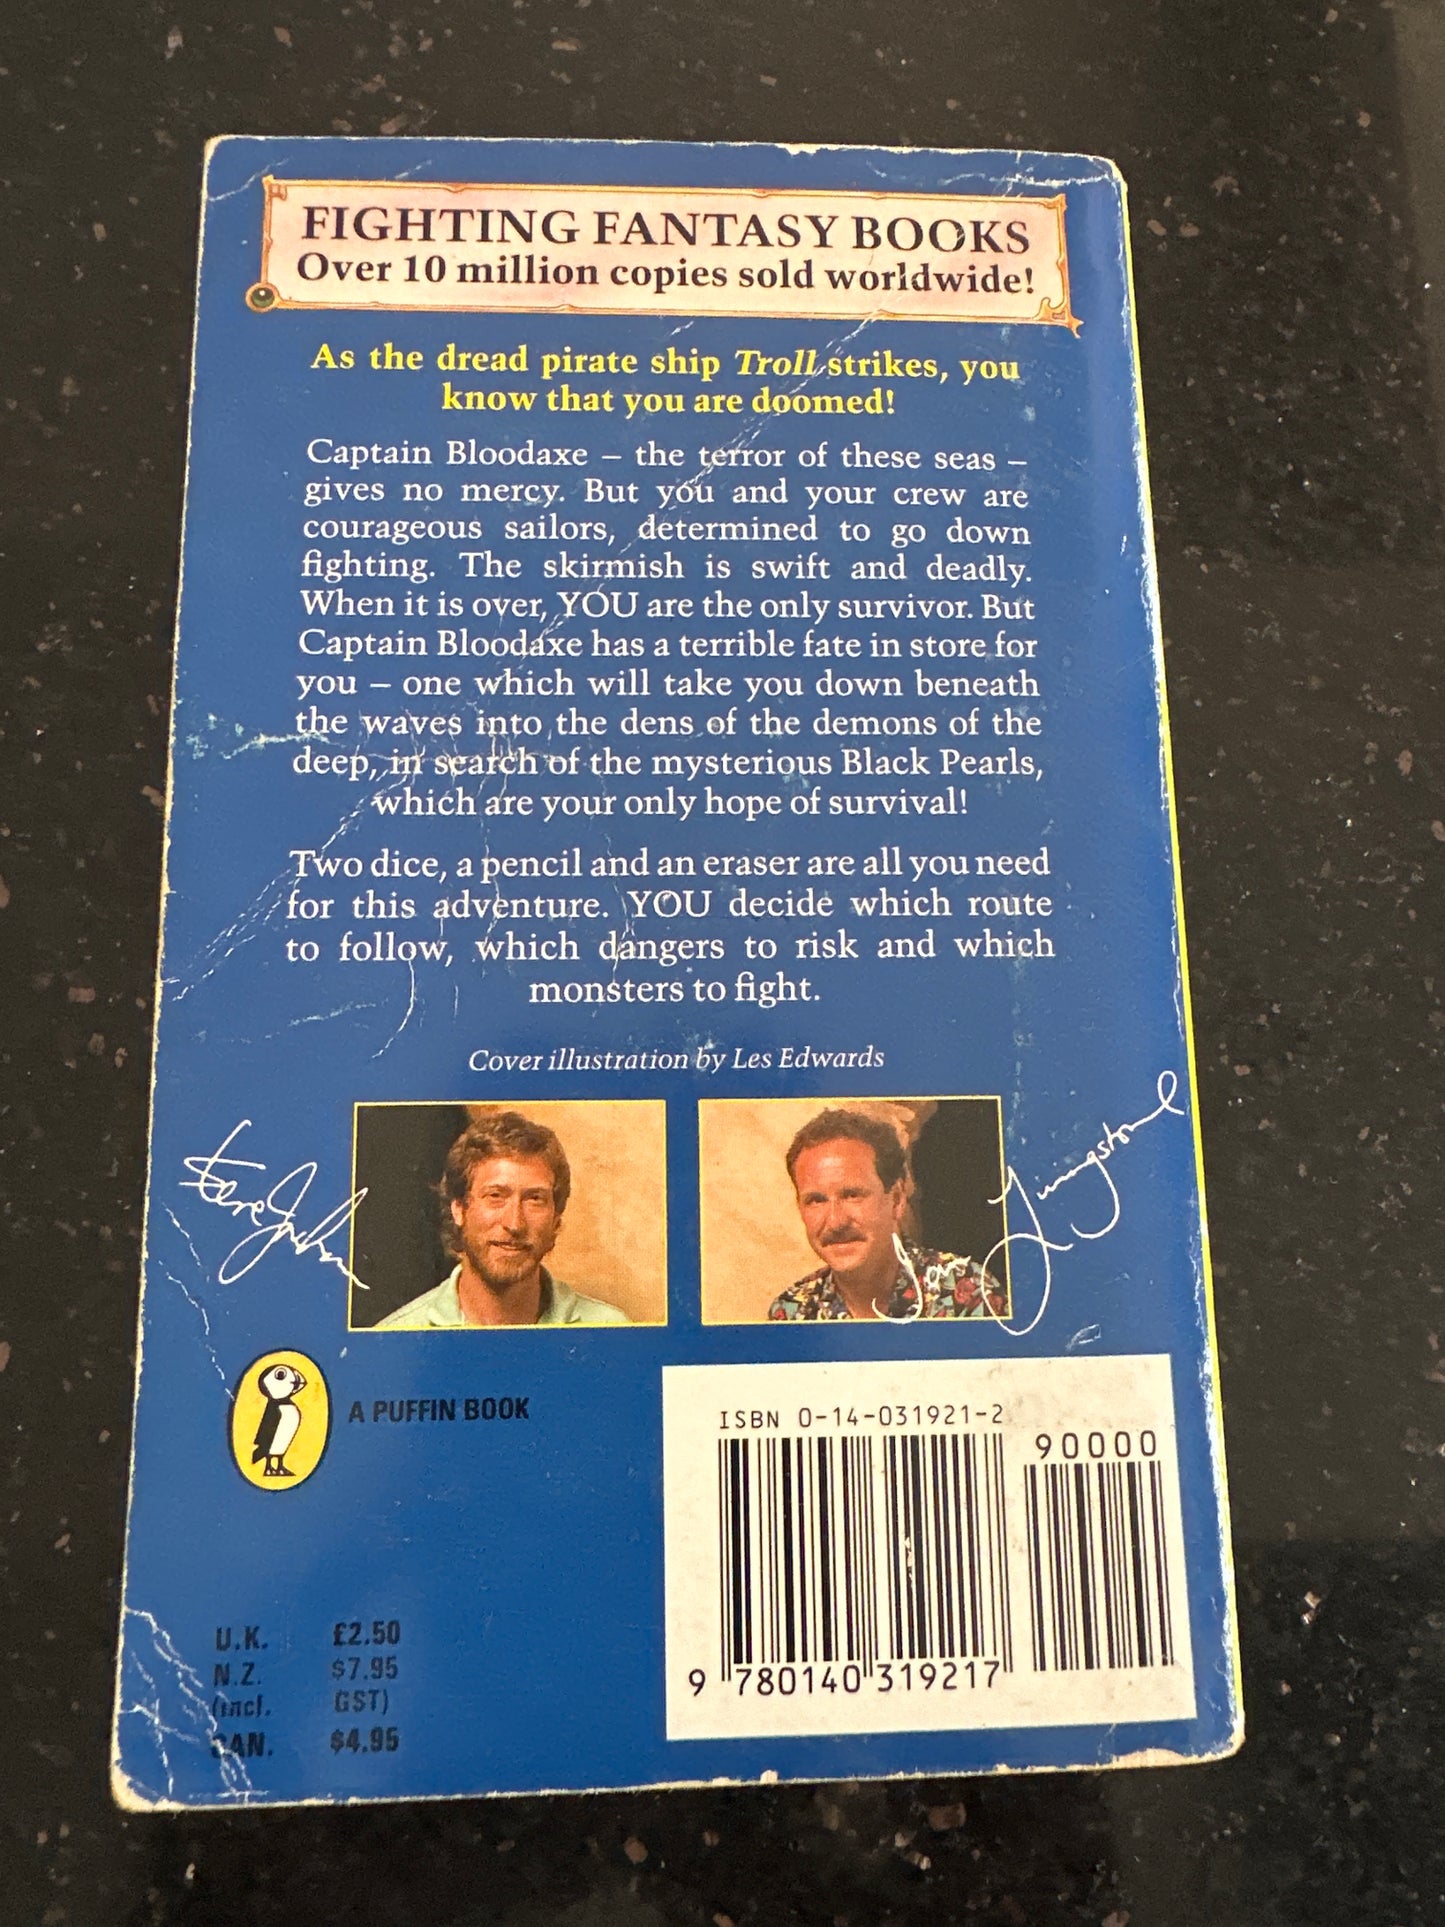 FIGHTING FANTASY BOOKS
Over 10 million copies sold worldwide!
As the dread pirate ship Troll strikes, you
know that you are doomed!
Captain Bloodaxe – the terror of these seas –
gives no mercy. But you and your crew are
courageous sailors, determined to go down
fighting. The skirmish is swift and deadly.
When it is over, YOU are the only survivor. But
Captain Bloodaxe has a terrible fate in store for
you – one which will take you down beneath
the waves into the dens of the demons of the
deep, in search of the mysterious Black Pearls,
which are your only hope of survival!
Two dice, a pencil and an eraser are all you need
for this adventure. YOU decide which route
to follow, which dangers to risk and which
monsters to fight.
Cover illustration by Les Edwards
Steve Jackson
Ian Livingstone
A PUFFIN BOOK
ISBN 0-14-031921-2
90000
9 780140 319217
U.K. £2.50
N.Z. $7.95
(incl. GST)
CAN. $4.95